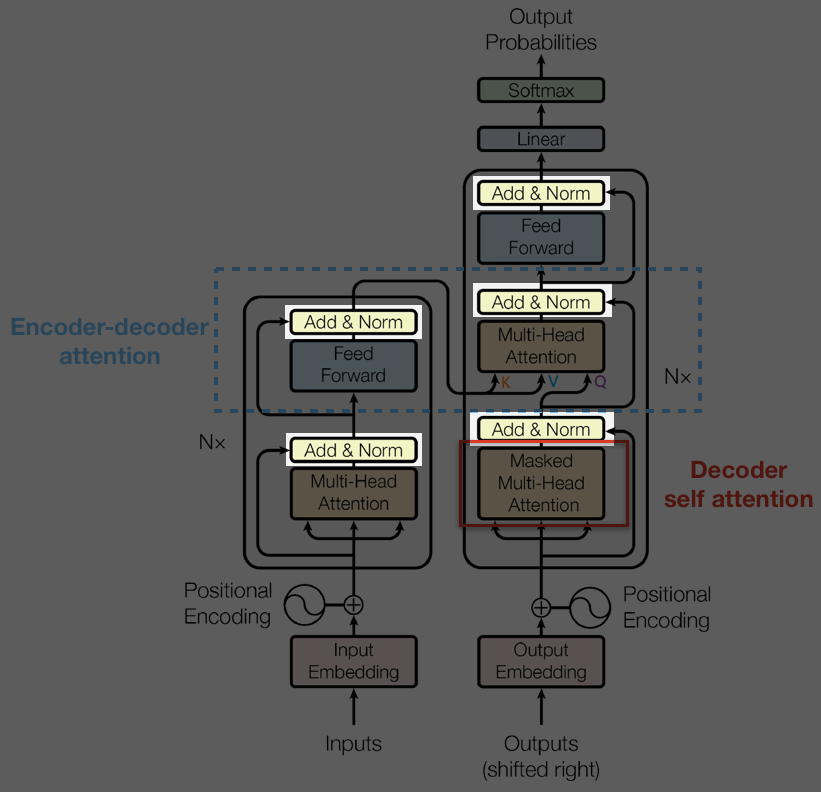 Output
Probabilities
Softmax
Linear
Add & Norm
Feed
Forward
Add & Norm
Multi-Head
Attention
K
V
Q
Nx
Add & Norm
Masked
Multi-Head
Attention
Decoder
self attention
Encoder-decoder
attention
Add & Norm
Feed
Forward
Nx
Add & Norm
Multi-Head
Attention
Positional
Encoding
Positional
Encoding
Input
Embedding
Output
Embedding
Inputs
Outputs
(shifted right)